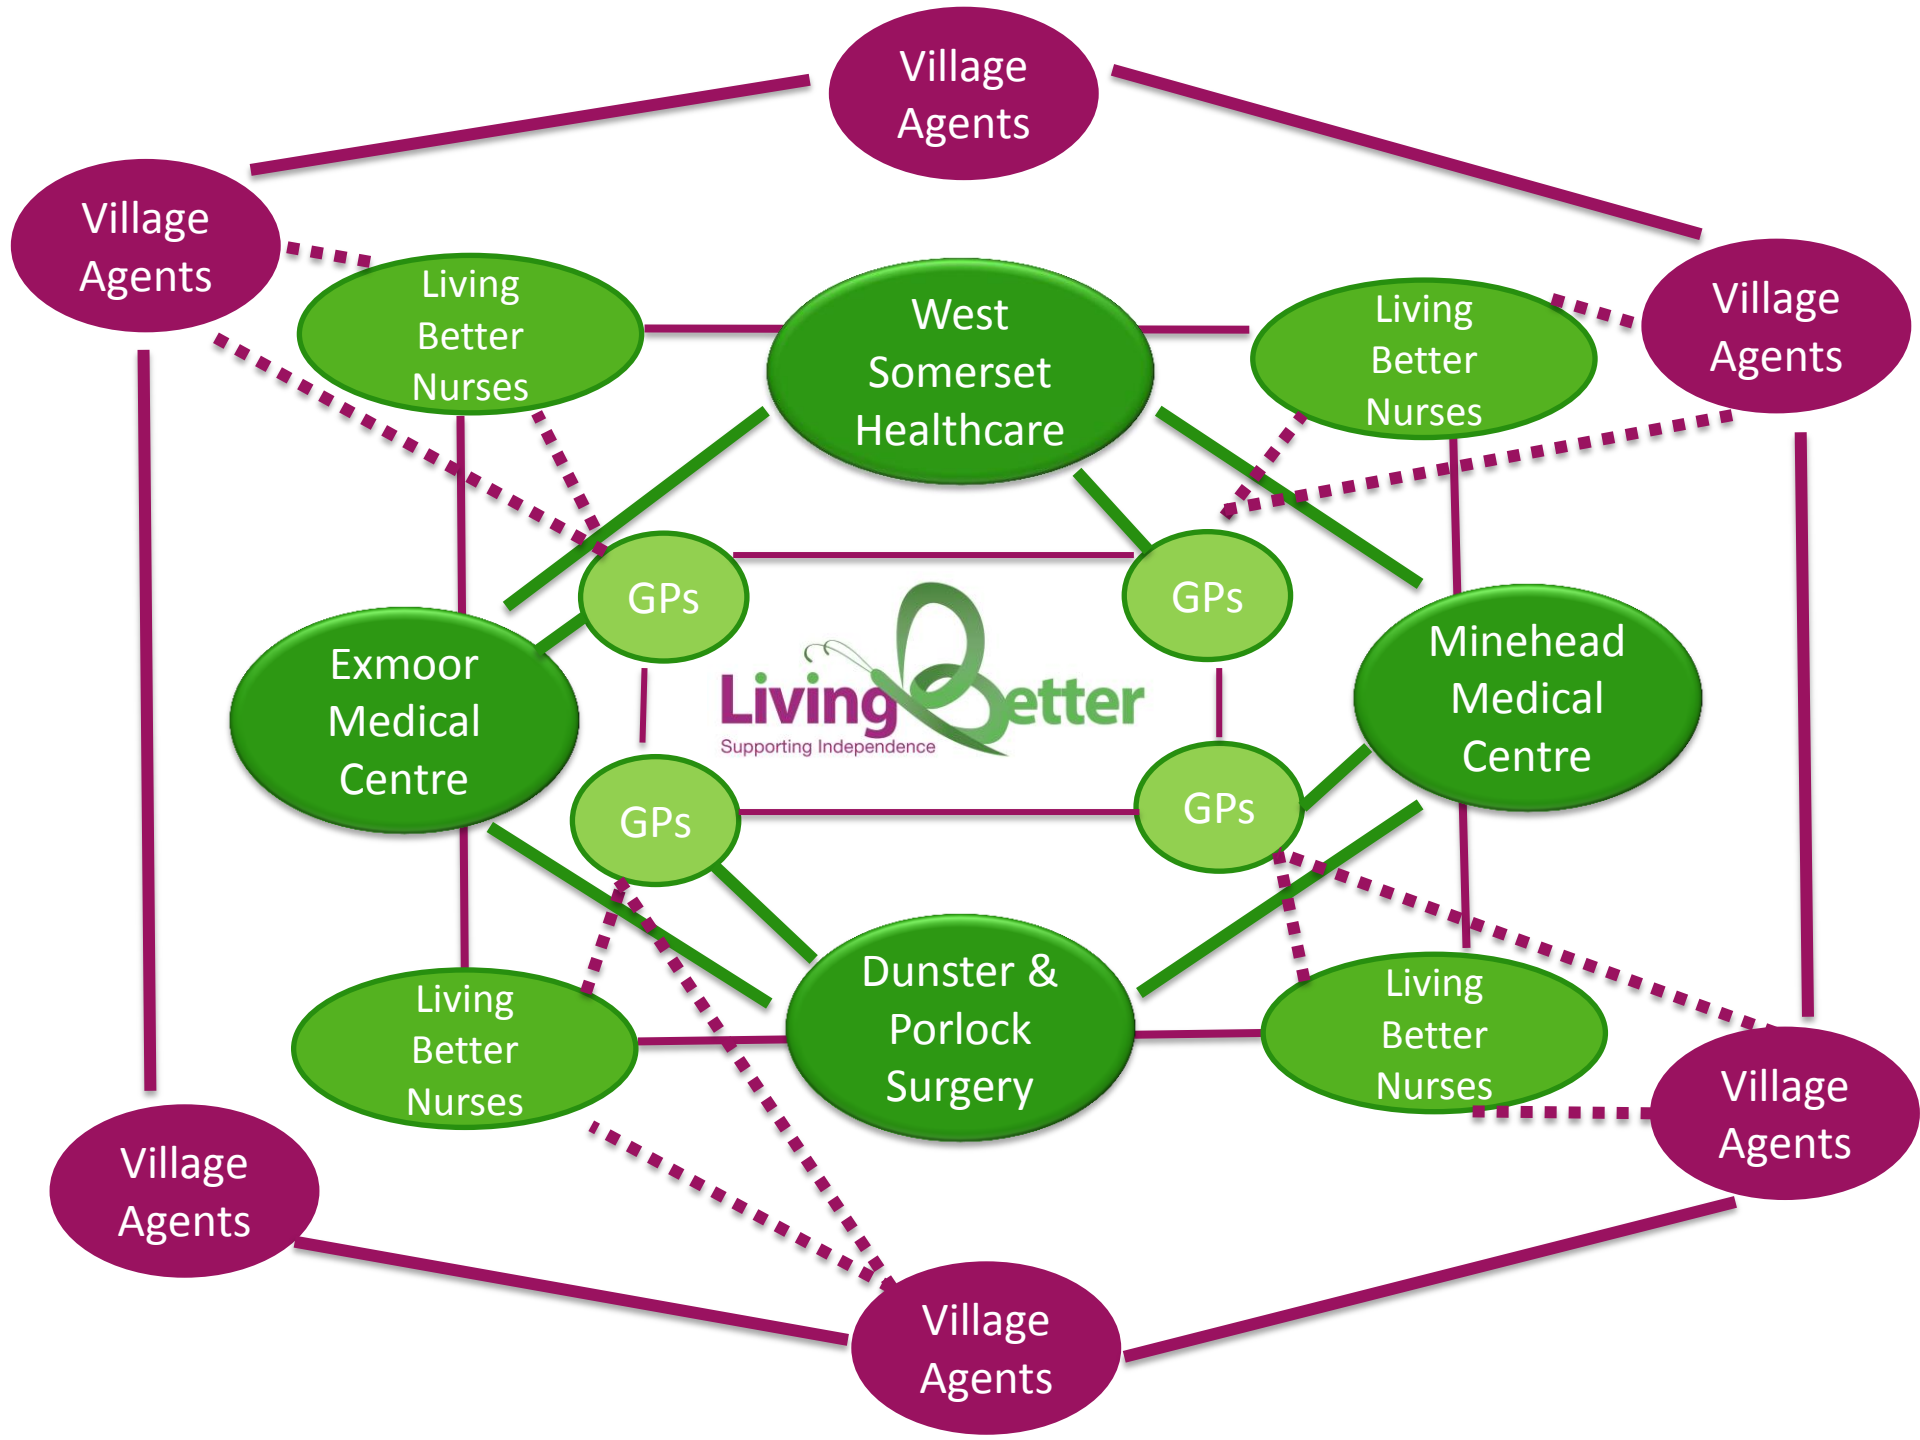 Village
Agents
Village
Agents
Living
Better
Nurses
West
Somerset
Healthcare
Living
Better
Nurses
Village
Agents
GPs
GPs
Exmoor
Medical
Centre
Living Better
Supporting Independence
Minehead
Medical
Centre
GPs
GPs
Living
Better
Nurses
Dunster &
Porlock
Surgery
Living
Better
Nurses
Village
Agents
Village
Agents
Village
Agents